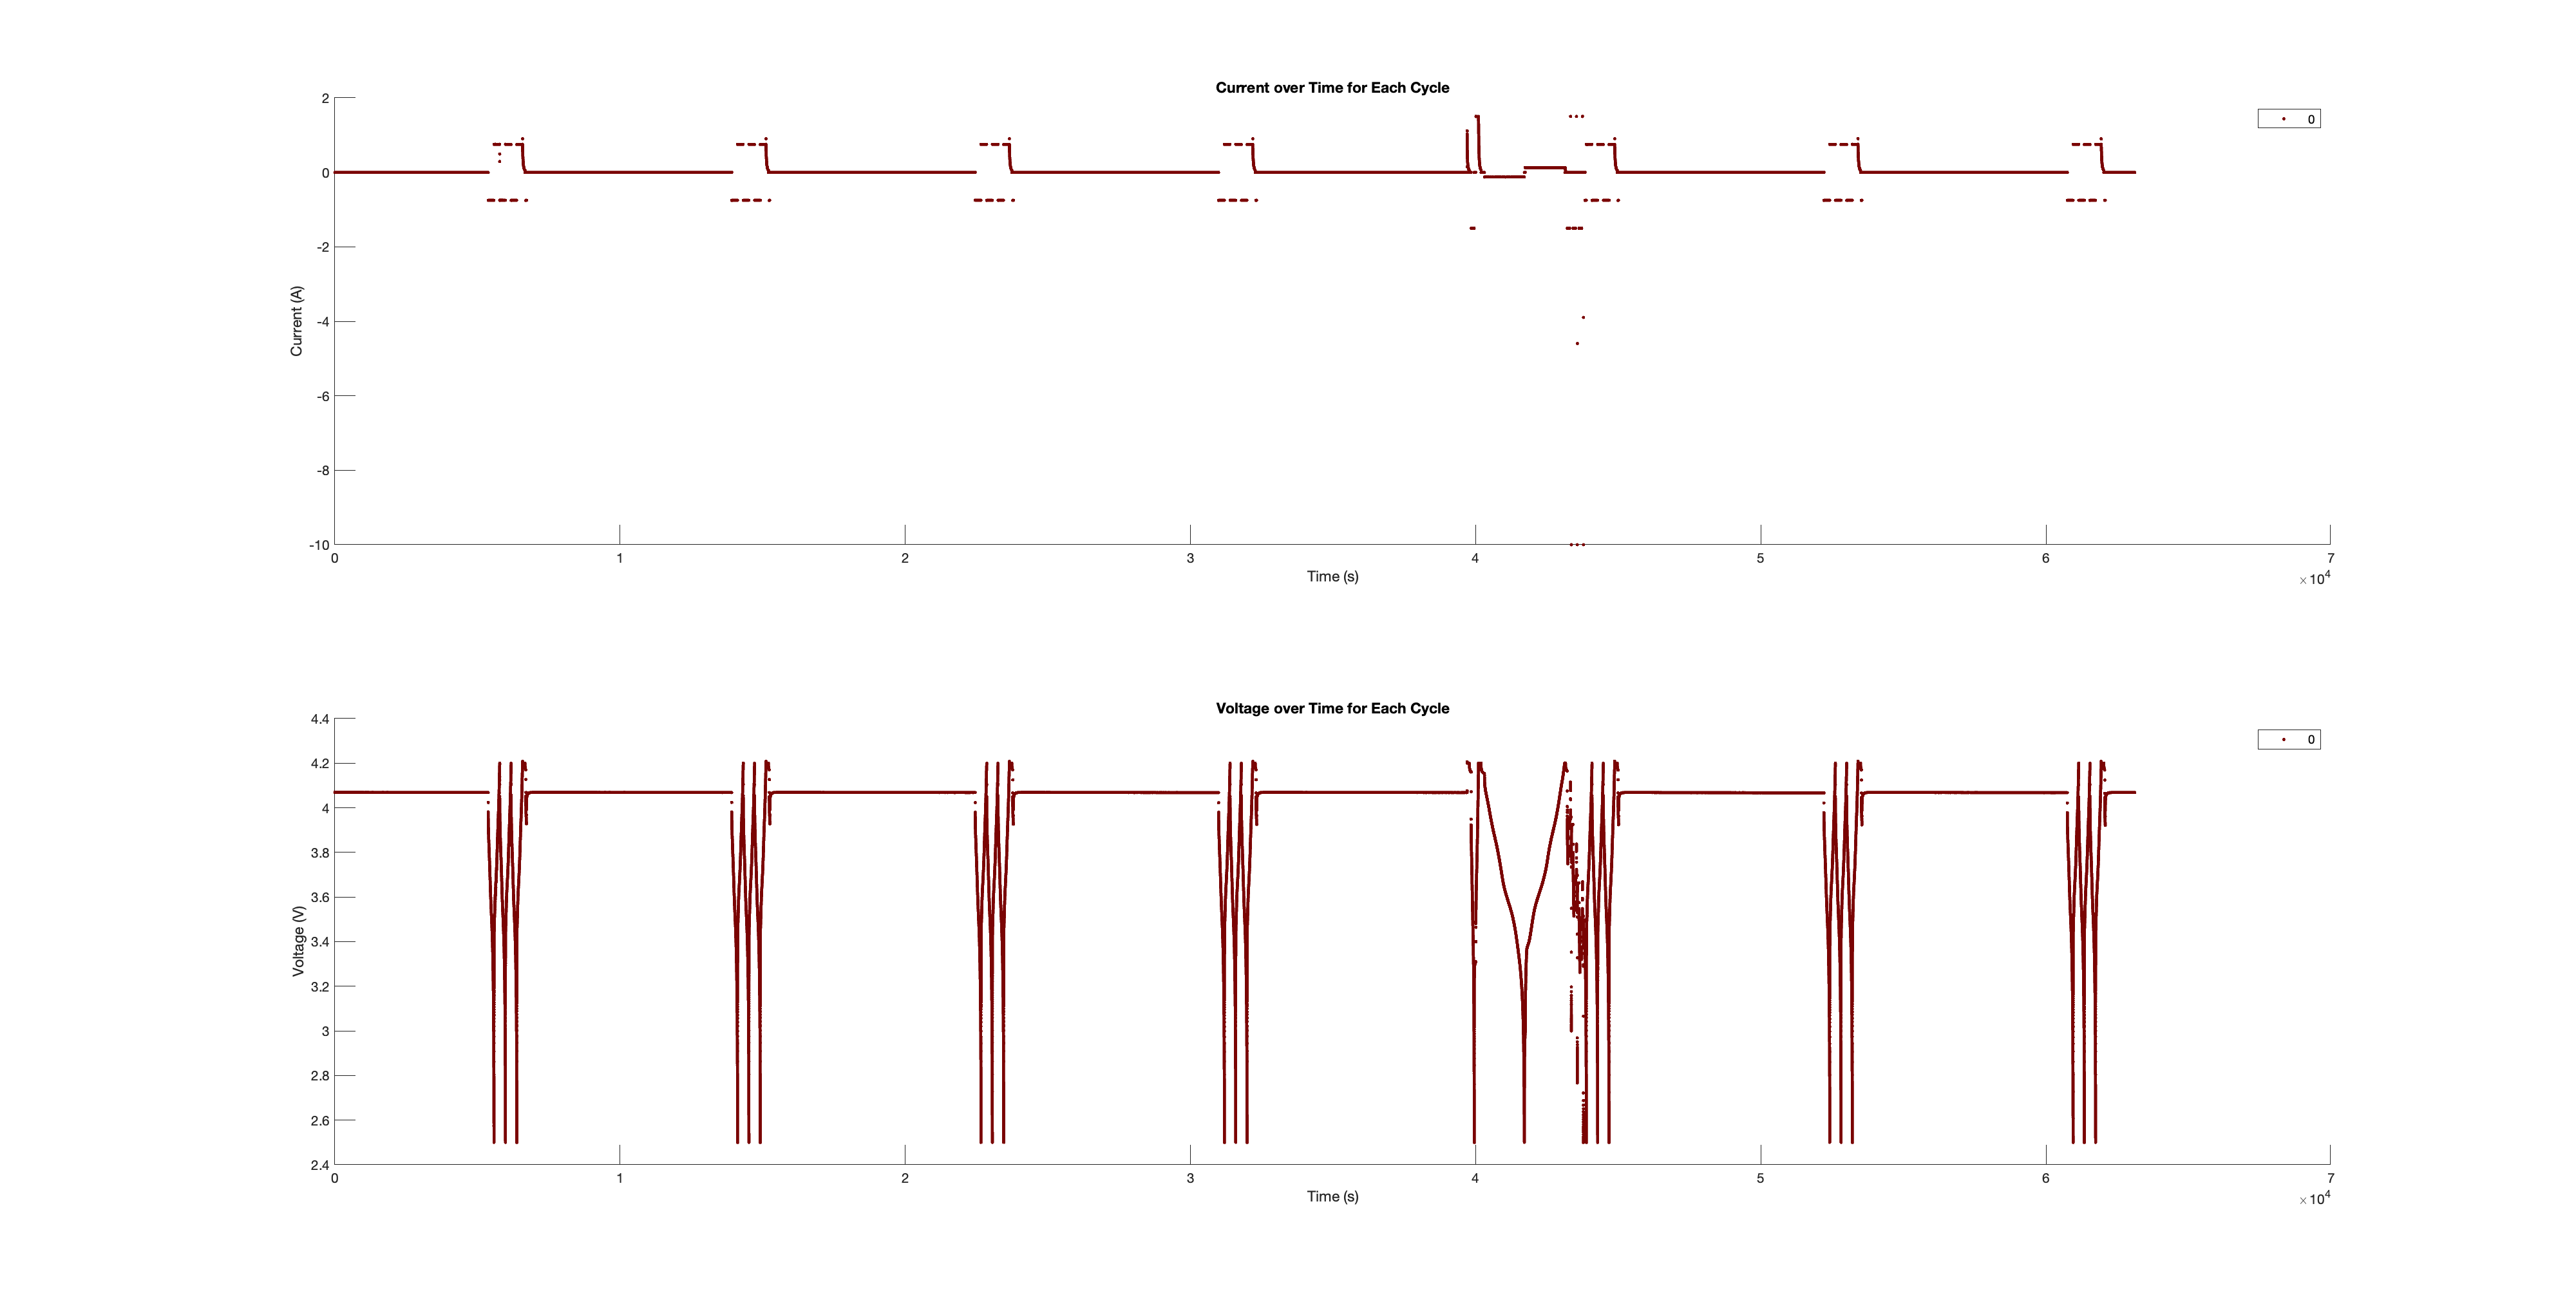 Current over Time for Each Cycle
2
0
-2
-4
-6
-8
-10
Current (A)
0
0 1 2 3 4 5 6 7
Time (s)
×10^4
Voltage over Time for Each Cycle
4.4
4.2
4
3.8
3.6
3.4
3.2
3
2.8
2.6
2.4
Voltage (V)
0
0 1 2 3 4 5 6 7
Time (s)
×10^4